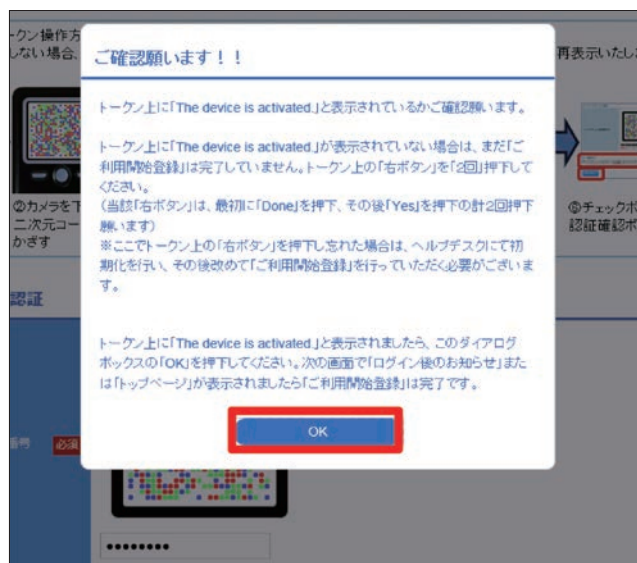 ークン操作方
しない場合、
再表示いたし
ご確認願います！！
トークン上に「The device is activated.」と表示されているかご確認願います。
トークン上に「The device is activated.」が表示されていない場合は、まだ「ご
利用開始登録」は完了していません。トークン上の「右ボタン」を「2回」押下して
ください。
（当該「右ボタン」は、最初に「Done」を押下、その後「Yes」を押下の計2回押下
願います）
※ここでトークン上の「右ボタン」を押下し忘れた場合は、ヘルプデスクにて初
期化を行い、その後改めて「ご利用開始登録」を行っていただく必要がございま
す。
トークン上に「The device is activated.」と表示されましたら、このダイアログ
ボックスの「OK」を押下してください。次の画面で「ログイン後のお知らせ」また
は「トップページ」が表示されましたら「ご利用開始登録」は完了です。
OK
②カメラを下
二次元コー
かざす
⑤チェックボ
認証確認ボ
認証
番号 必須